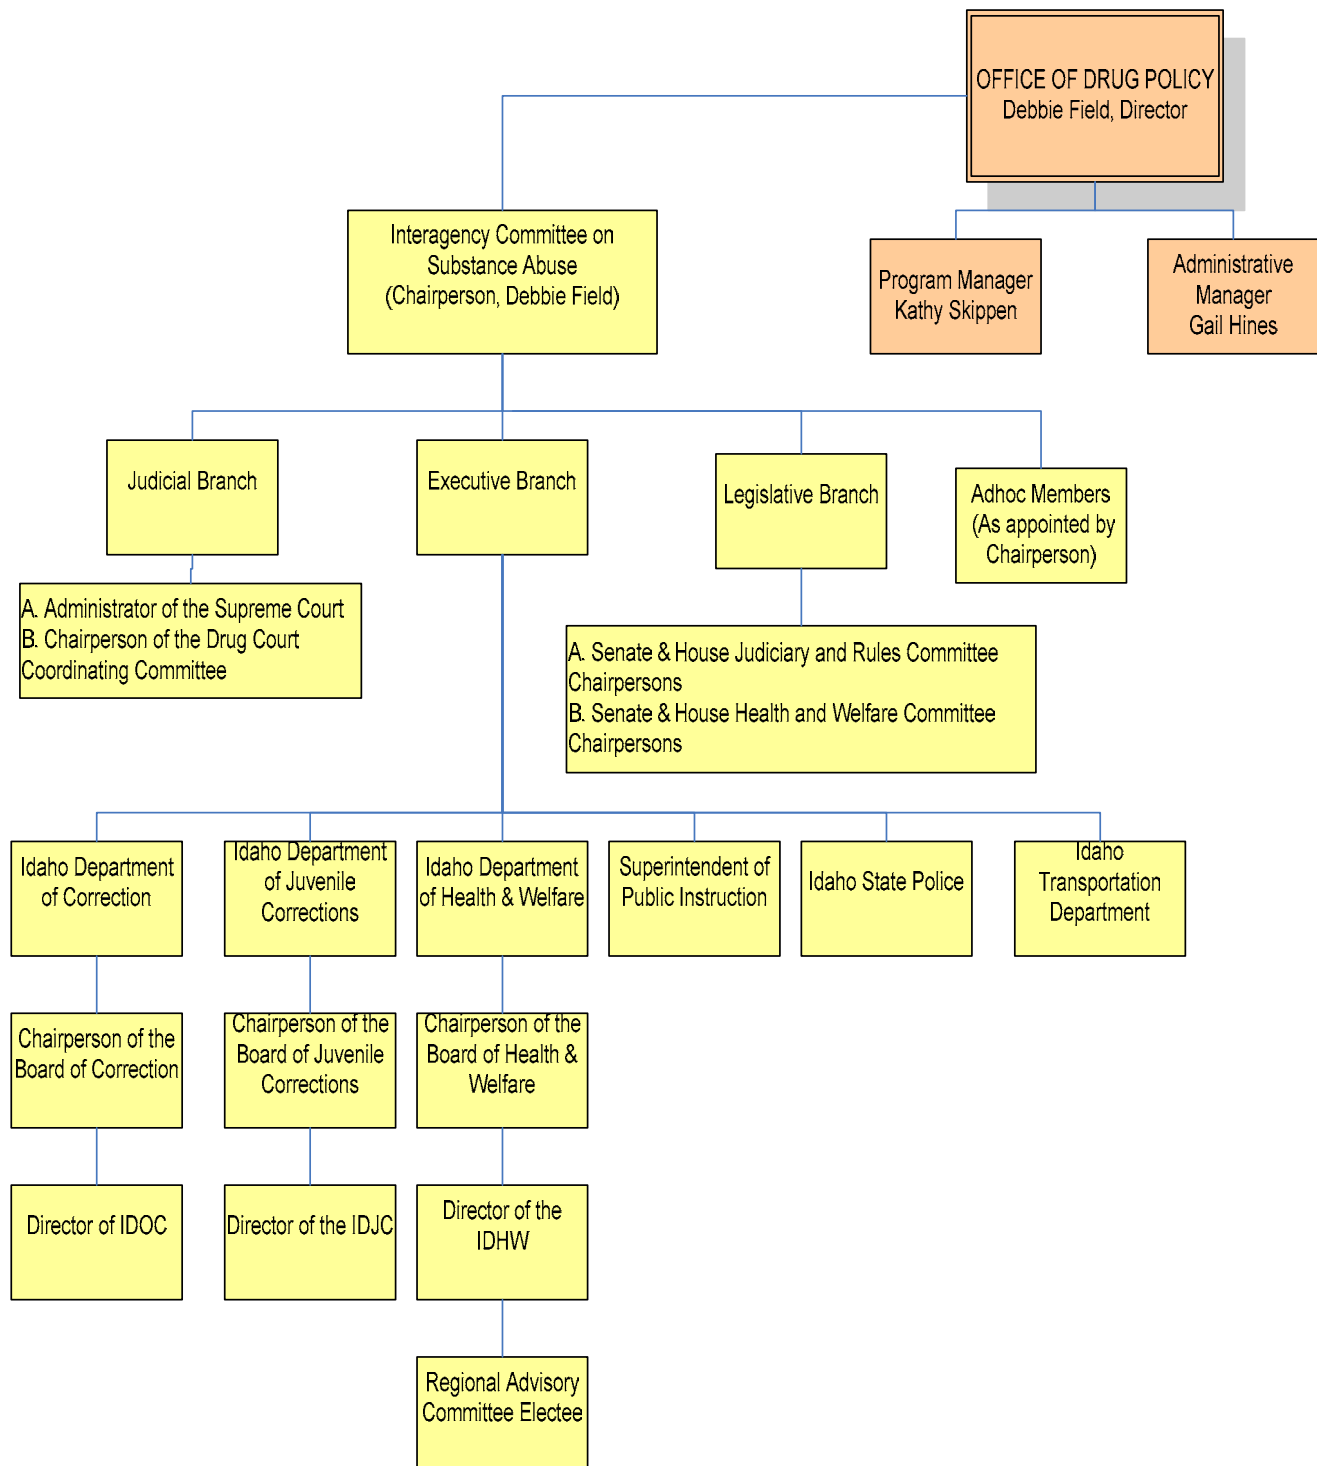 OFFICE OF DRUG POLICY
Debbie Field, Director
Interagency Committee on
Substance Abuse
(Chairperson, Debbie Field)
Program Manager
Kathy Skippen
Administrative
Manager
Gail Hines
Judicial Branch
Executive Branch
Legislative Branch
Adhoc Members
(As appointed by
Chairperson)
A. Administrator of the Supreme Court
B. Chairperson of the Drug Court
Coordinating Committee
A. Senate & House Judiciary and Rules Committee
Chairpersons
B. Senate & House Health and Welfare Committee
Chairpersons
Idaho Department
of Correction
Idaho Department
of Juvenile
Corrections
Idaho Department
of Health & Welfare
Superintendent of
Public Instruction
Idaho State Police
Idaho
Transportation
Department
Chairperson of the
Board of Correction
Chairperson of the
Board of Juvenile
Corrections
Chairperson of the
Board of Health &
Welfare
Director of IDOC
Director of the IDJC
Director of the
IDHW
Regional Advisory
Committee Electee